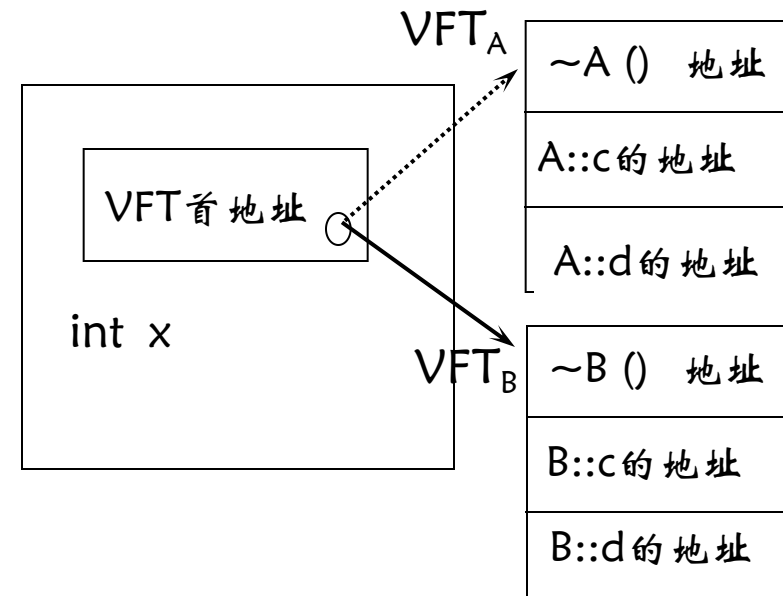 VFT首地址
int x
VFTA
~A () 地址
A::c的地址
A::d的地址
VFTB
~B () 地址
B::c的地址
B::d的地址